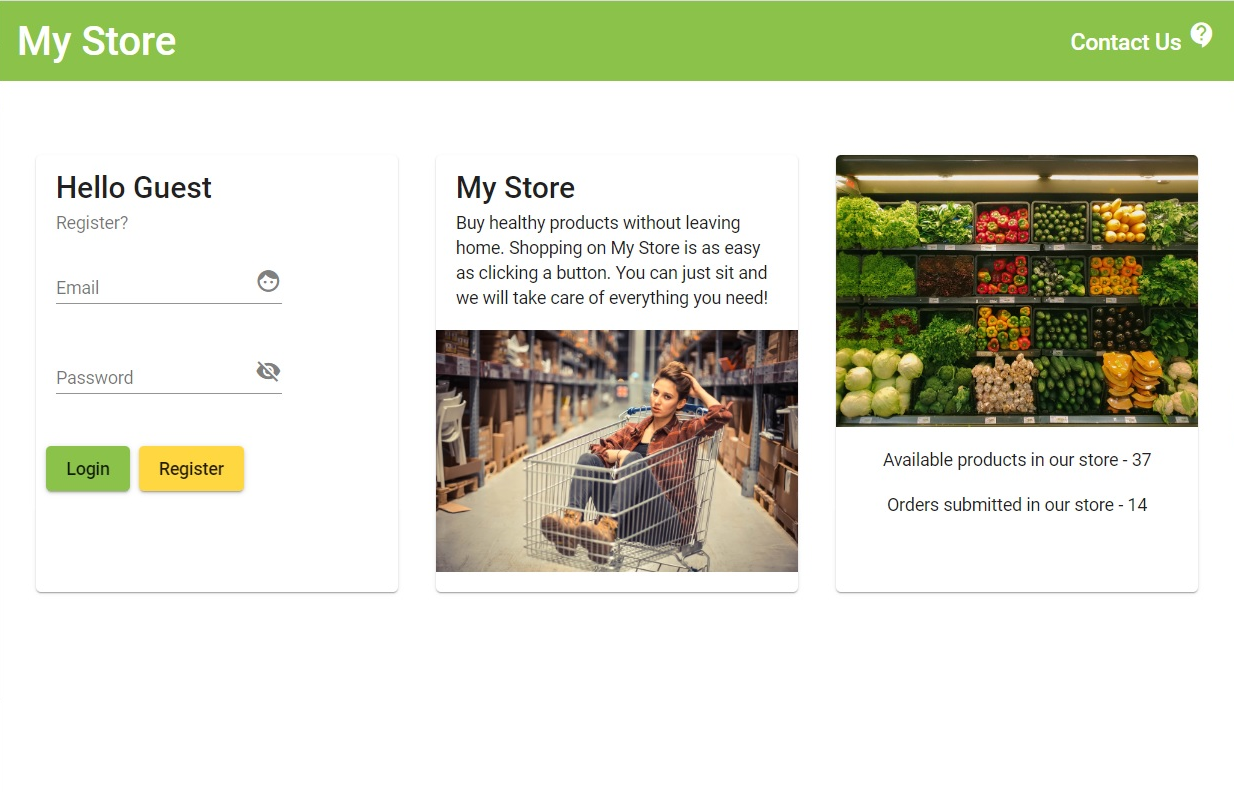 My Store
Contact Us
Hello Guest
Register?
Email
Password
Login
Register
My Store
Buy healthy products without leaving
home. Shopping on My Store is as easy
as clicking a button. You can just sit and
we will take care of everything you need!
Available products in our store - 37
Orders submitted in our store - 14